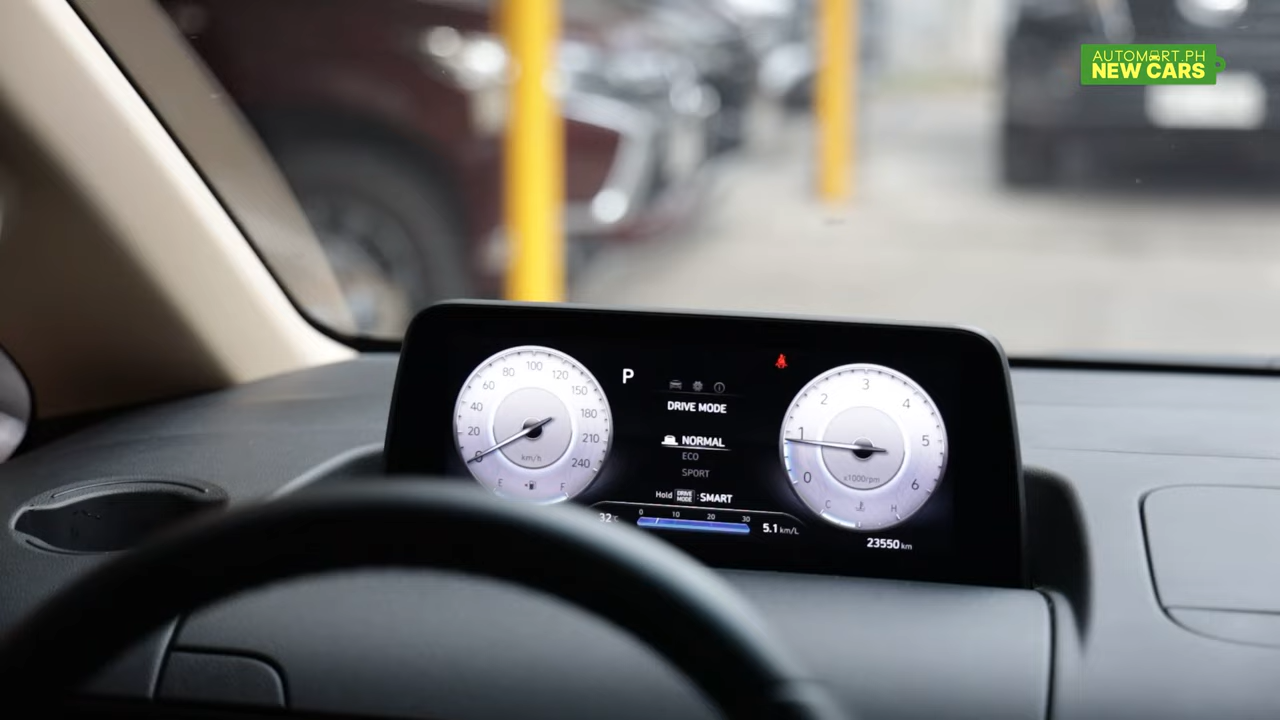 AUTOMART.PH
NEW CARS
0
20
40
60
80
100
120
150
180
210
240
km/h
E
F
P
DRIVE MODE
NORMAL
ECO
SPORT
Hold DRIVE MODE : SMART
32°C
0 10 20 30
5.1 km/L
0
1
2
3
4
5
6
x1000/rpm
C
H
23550 km